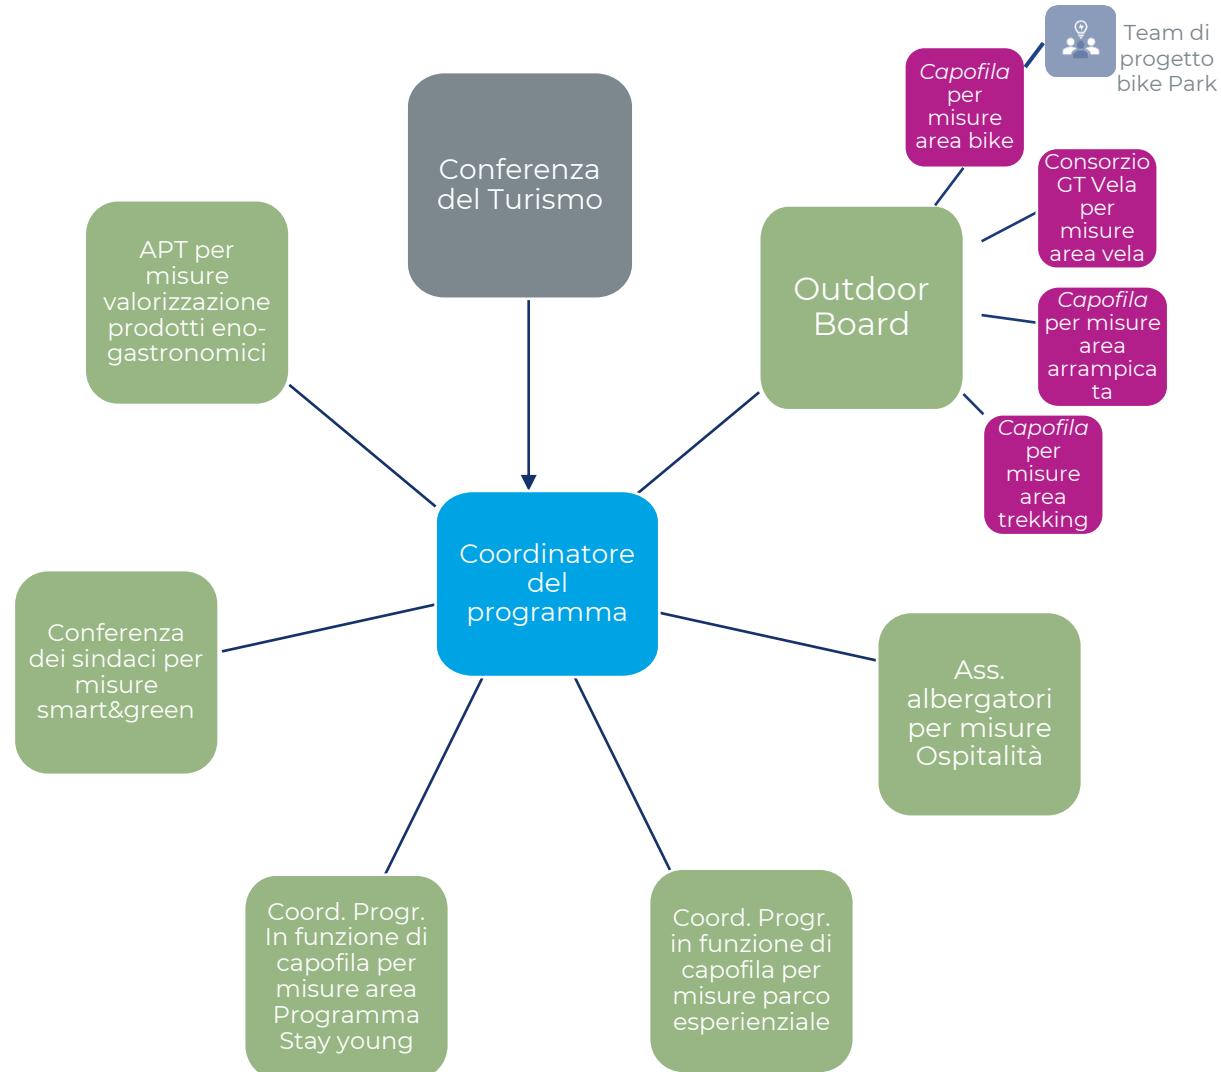 Team di
progetto
bike Park
Capofila
per
misure
area bike
Conferenza
del Turismo
Consorzio
GT Vela
per
misure
area vela
APT per
misure
valorizzazione
prodotti eno-
gastronomici
Outdoor
Board
Capofila
per misure
area
arrampica
ta
Capofila
per
misure
area
trekking
Coordinatore
del
programma
Conferenza
dei sindaci per
misure
smart&green
Ass.
albergatori
per misure
Ospitalità
Coord. Progr.
In funzione di
capofila per
misure area
Programma
Stay young
Coord. Progr.
in funzione di
capofila per
misure parco
esperienziale